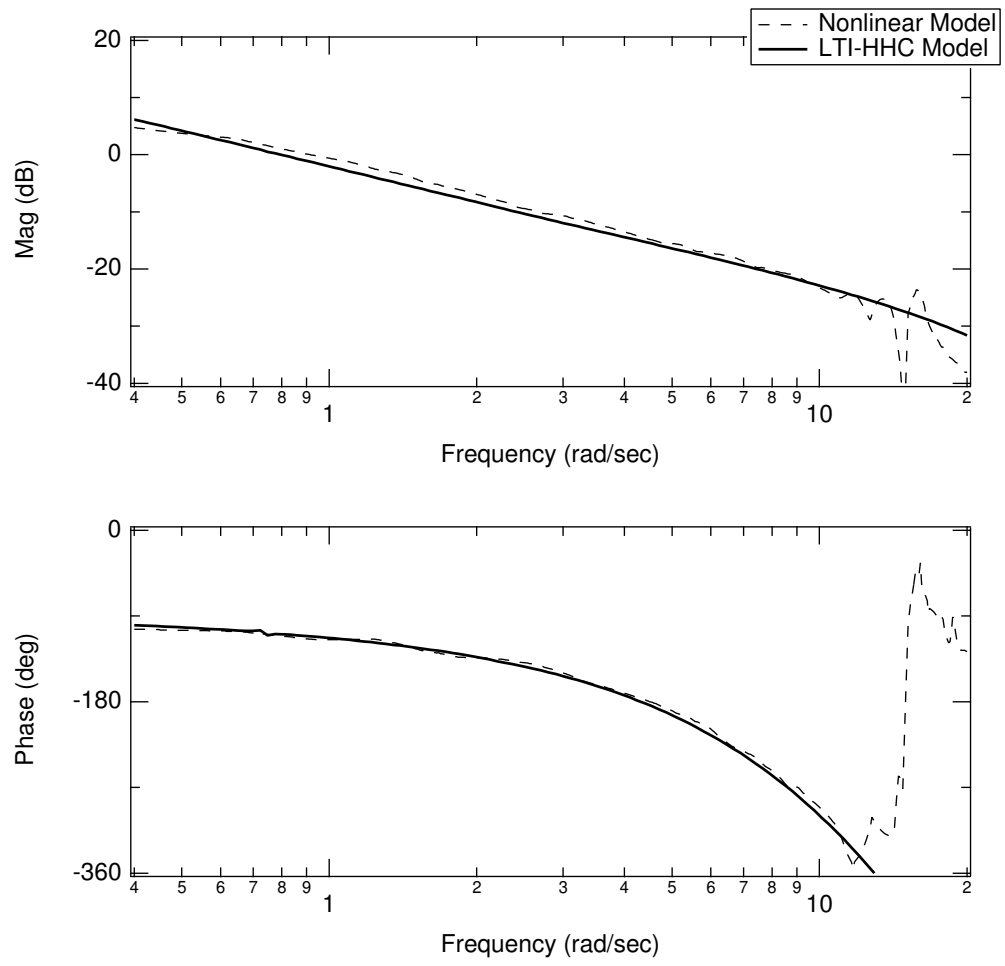 Nonlinear Model
LTI-HHC Model
20
0
-20
-40
Mag (dB)
4 5 6 7 8 9 1 2 3 4 5 6 7 8 9 10 2
Frequency (rad/sec)
0
-180
-360
Phase (deg)
4 5 6 7 8 9 1 2 3 4 5 6 7 8 9 10 2
Frequency (rad/sec)